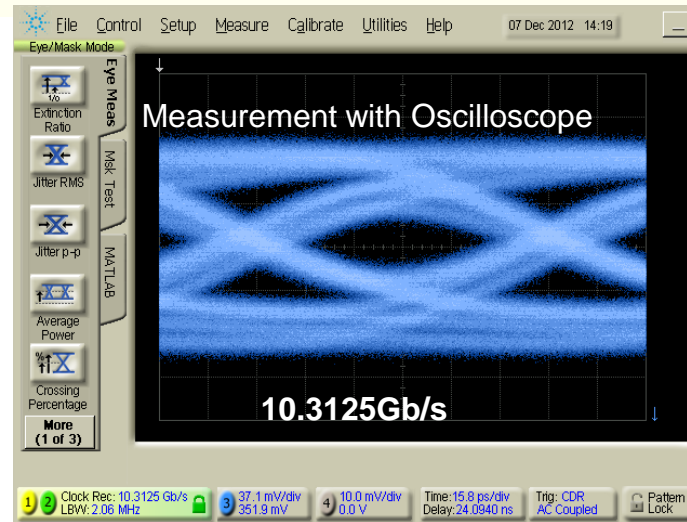 File Control Setup Measure Calibrate Utilities Help 07 Dec 2012 14:19
Eye/Mask Mode
Eye Meas
Msk Test
MATLAB
1/0
Extinction
Ratio
Jitter RMS
Jitter p-p
Average
Power
%
Crossing
Percentage
More
(1 of 3)
Measurement with Oscilloscope
10.3125Gb/s
1 2 Clock Rec: 10.3125 Gb/s
LBW: 2.06 MHz
3 37.1 mV/div
351.9 mV
4 10.0 mV/div
0.0 V
Time:15.8 ps/div
Delay:24.0940 ns
Trig: CDR
AC Coupled
Pattern
Lock